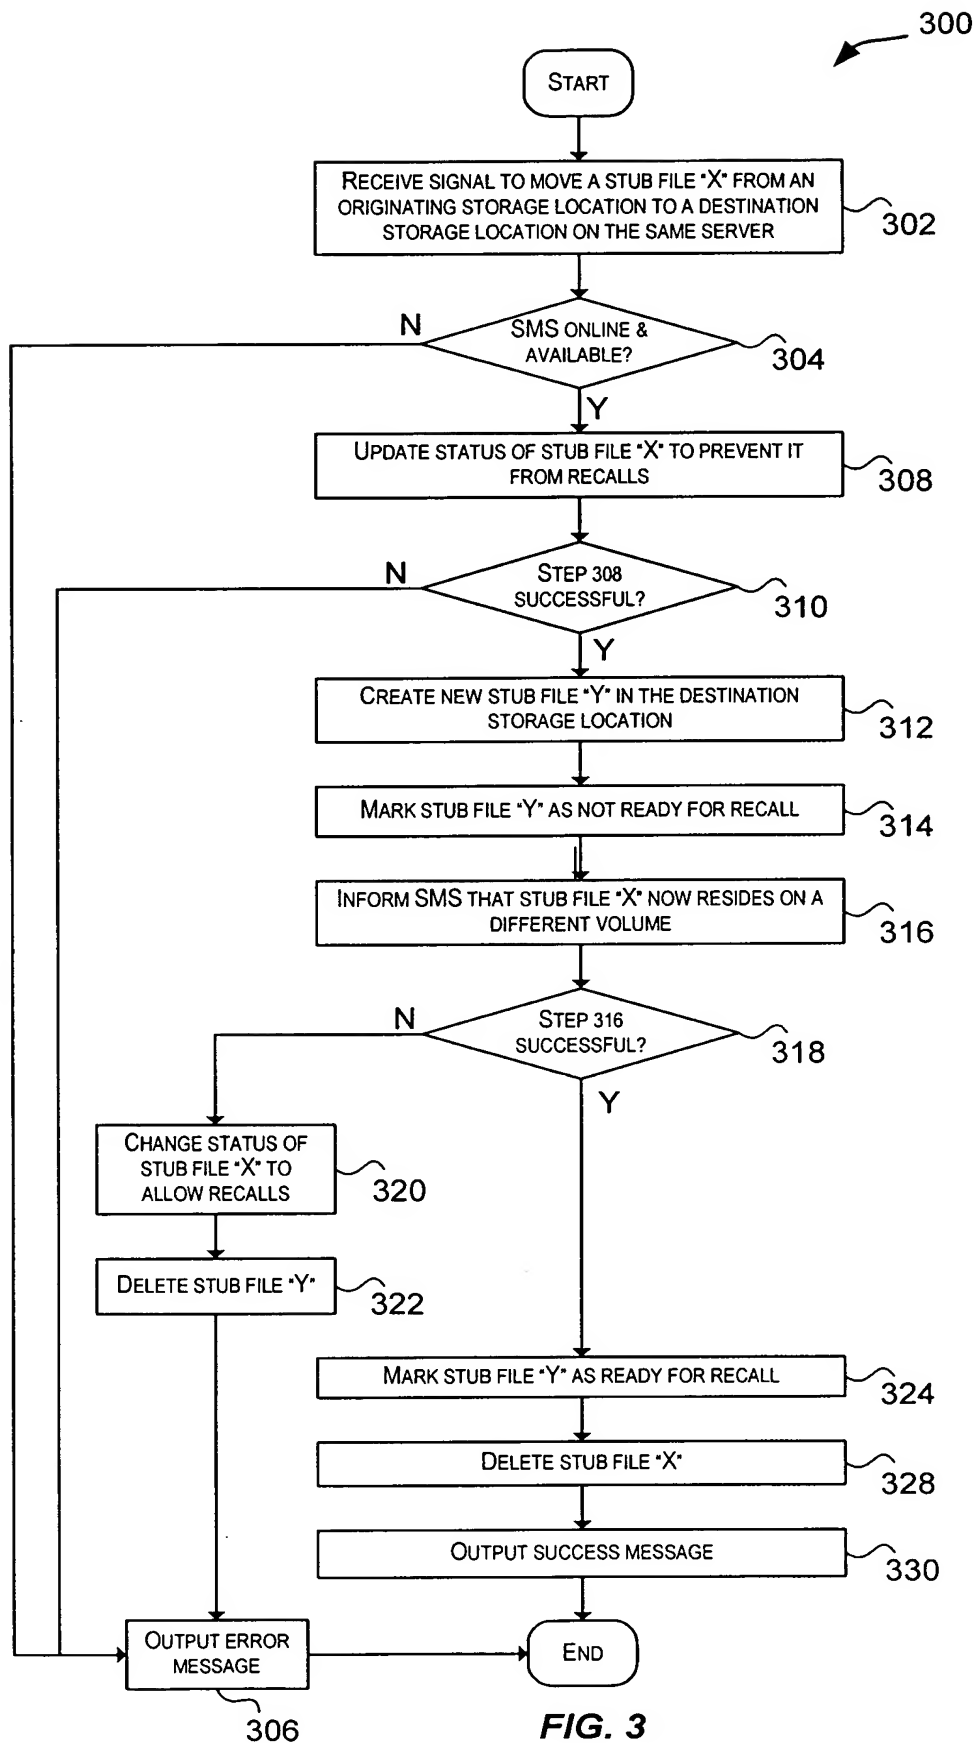 300
START
RECEIVE SIGNAL TO MOVE A STUB FILE "X" FROM AN
ORIGINATING STORAGE LOCATION TO A DESTINATION
STORAGE LOCATION ON THE SAME SERVER
302
N
SMS ONLINE &
AVAILABLE?
304
Y
UPDATE STATUS OF STUB FILE "X" TO PREVENT IT
FROM RECALLS
308
N
STEP 308
SUCCESSFUL?
310
Y
CREATE NEW STUB FILE "Y" IN THE DESTINATION
STORAGE LOCATION
312
MARK STUB FILE "Y" AS NOT READY FOR RECALL
314
INFORM SMS THAT STUB FILE "X" NOW RESIDES ON A
DIFFERENT VOLUME
316
N
STEP 316
SUCCESSFUL?
318
Y
CHANGE STATUS OF
STUB FILE "X" TO
ALLOW RECALLS
320
DELETE STUB FILE "Y"
322
MARK STUB FILE "Y" AS READY FOR RECALL
324
DELETE STUB FILE "X"
328
OUTPUT SUCCESS MESSAGE
330
OUTPUT ERROR
MESSAGE
306
END
FIG. 3